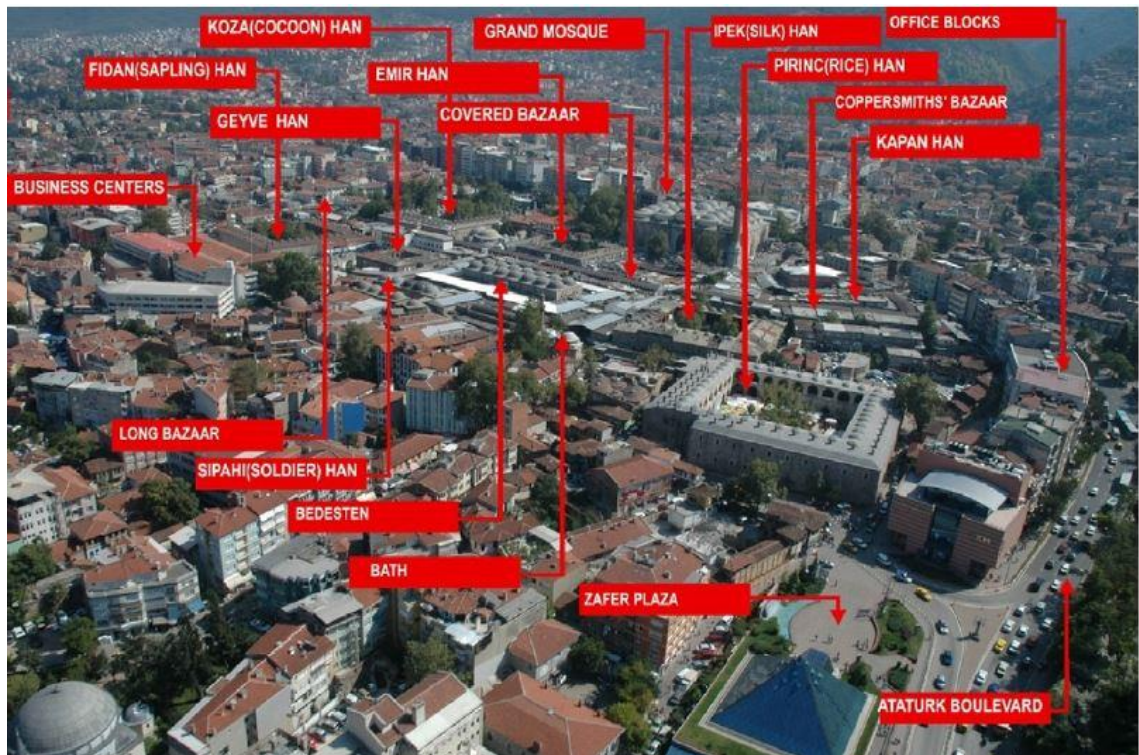 KOZA(COCOON) HAN
GRAND MOSQUE
IPEK(SILK) HAN
OFFICE BLOCKS
FIDAN(SAPLING) HAN
EMIR HAN
PIRINC(RICE) HAN
GEYVE HAN
COVERED BAZAAR
COPPERSMITHS' BAZAAR
KAPAN HAN
BUSINESS CENTERS
LONG BAZAAR
SIPAHI(SOLDIER) HAN
BEDESTEN
BATH
ZAFER PLAZA
ATATURK BOULEVARD